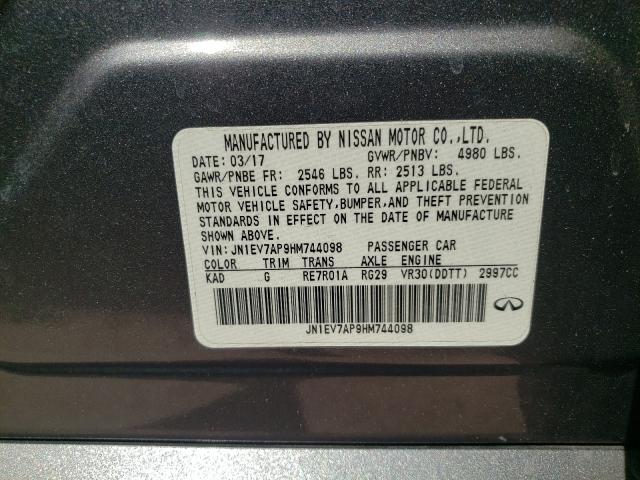 MANUFACTURED BY NISSAN MOTOR CO.,LTD.
DATE: 03/17 GVWR/PNBV: 4980 LBS.
GAWR/PNBE FR: 2546 LBS. RR: 2513 LBS.
THIS VEHICLE CONFORMS TO ALL APPLICABLE FEDERAL
MOTOR VEHICLE SAFETY,BUMPER,AND THEFT PREVENTION
STANDARDS IN EFFECT ON THE DATE OF MANUFACTURE
SHOWN ABOVE.
VIN:JN1EV7AP9HM744098 PASSENGER CAR
COLOR TRIM TRANS AXLE ENGINE
KAD G RE7R01A RG29 VR30(DDTT) 2997CC
JN1EV7AP9HM744098